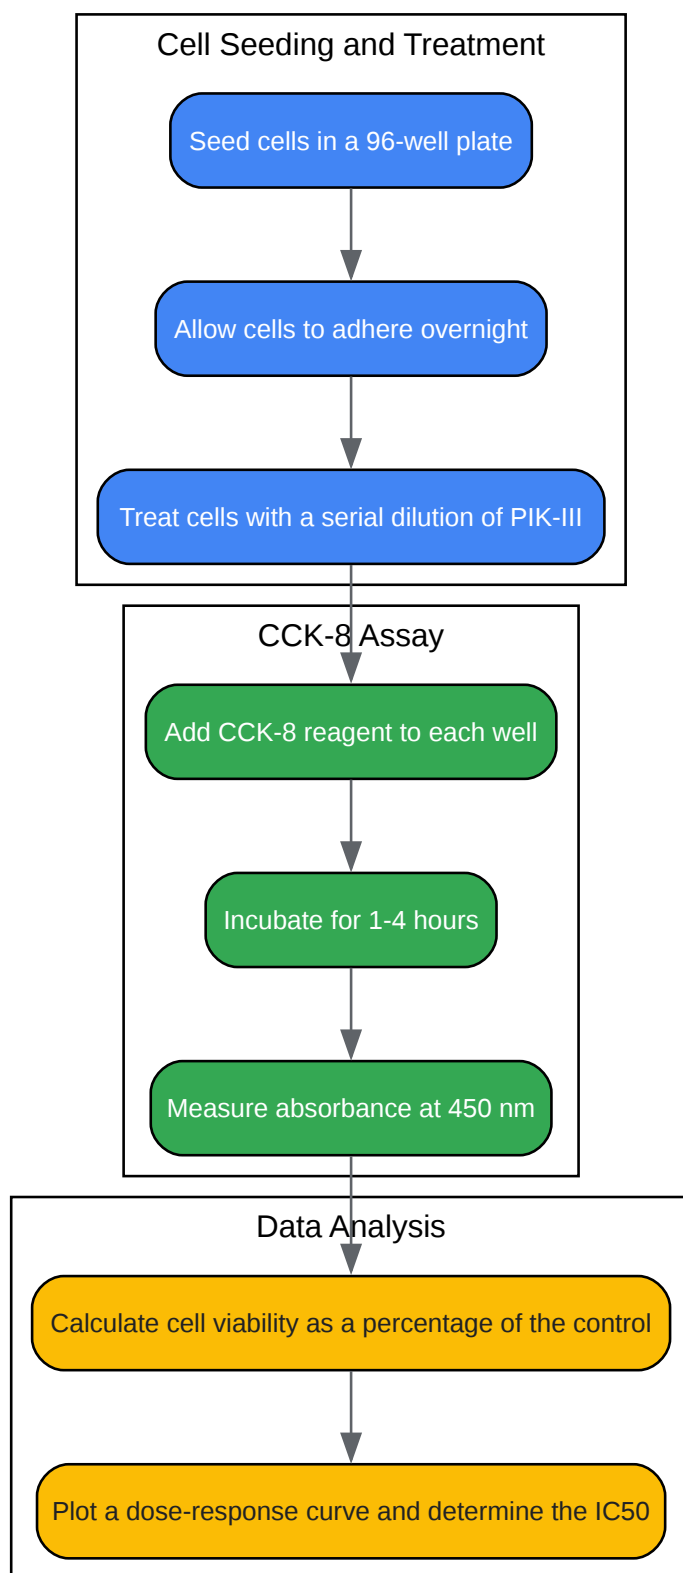 Cell Seeding and Treatment
Seed cells in a 96-well plate
Allow cells to adhere overnight
Treat cells with a serial dilution of PIK-III
CCK-8 Assay
Add CCK-8 reagent to each well
Incubate for 1-4 hours
Measure absorbance at 450 nm
Data Analysis
Calculate cell viability as a percentage of the control
Plot a dose-response curve and determine the IC50